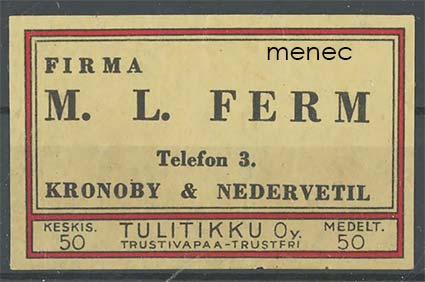 menec
FIRMA
M. L. FERM
Telefon 3.
KRONOBY & NEDERVETIL
KESKIS. 50
TULITIKKU Oy.
TRUSTIVAPAA-TRUSTFRI
MEDELT. 50